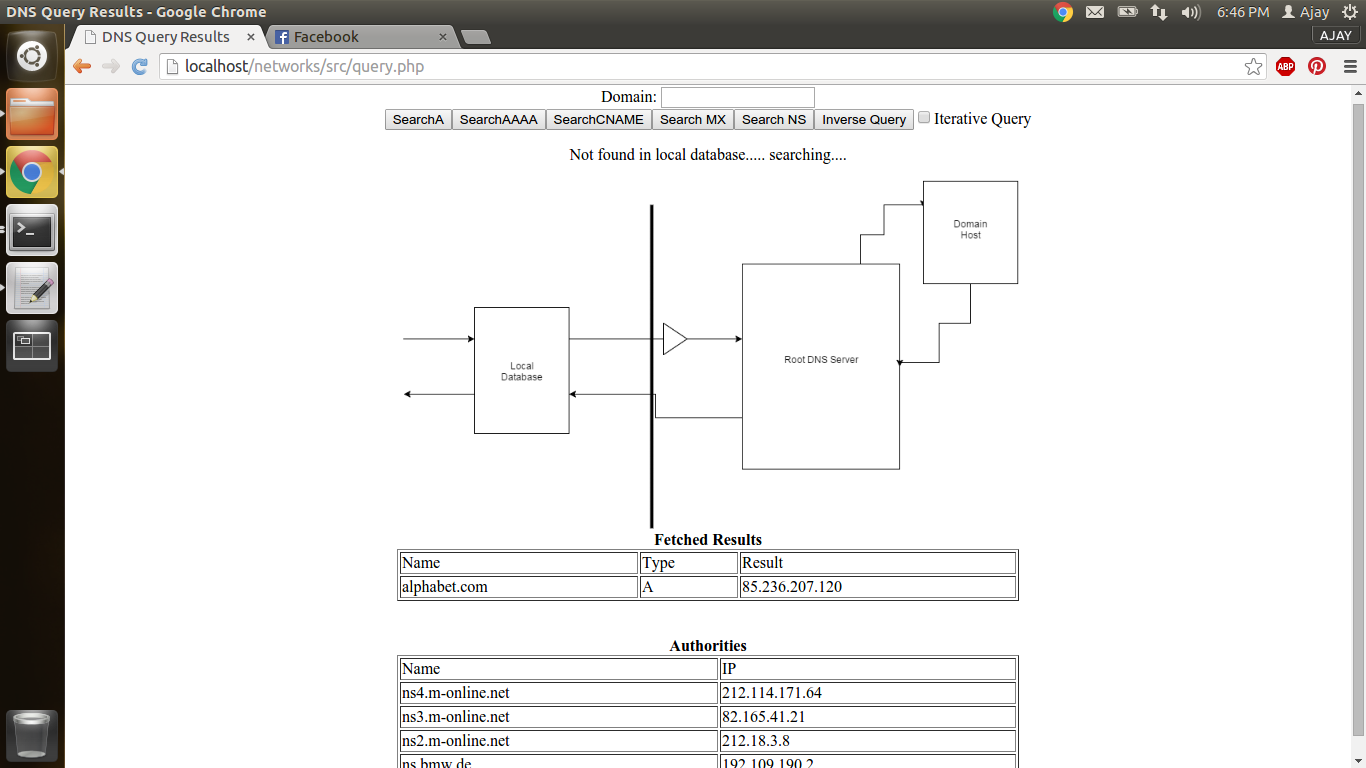 DNS Query Results - Google Chrome
6:46 PM Ajay
DNS Query Results × Facebook ×
AJAY
localhost/networks/src/query.php
ABP
Domain:
SearchA SearchAAAA SearchCNAME Search MX Search NS Inverse Query Iterative Query
Not found in local database..... searching....
Domain
Host
Local
Database
Root DNS Server
Fetched Results
Name Type Result
alphabet.com A 85.236.207.120
Authorities
Name IP
ns4.m-online.net 212.114.171.64
ns3.m-online.net 82.165.41.21
ns2.m-online.net 212.18.3.8
ns.bmw.de 192.109.190.2